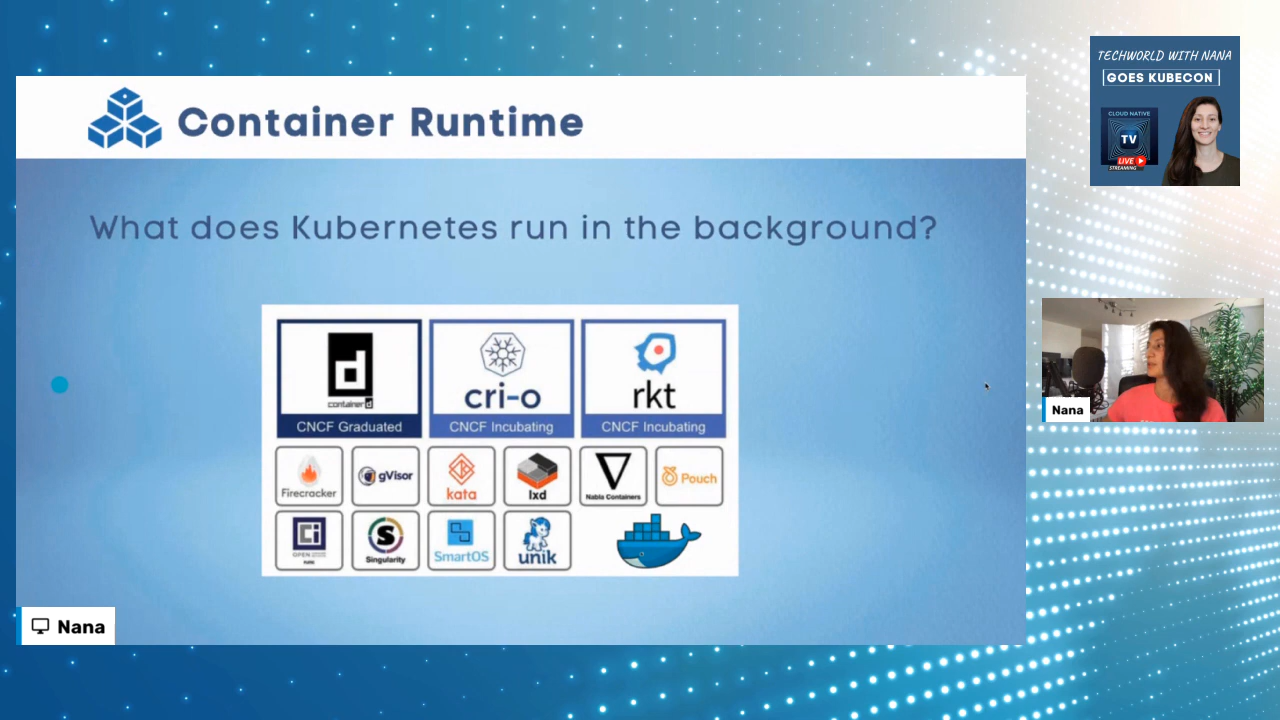 Container Runtime
What does Kubernetes run in the background?
containerd
CNCF Graduated
cri-o
CNCF Incubating
rkt
CNCF Incubating
Firecracker
gVisor
kata
lxd
Nabla Containers
Pouch
OPEN
Singularity
SmartOS
unik
Nana
TECHWORLD WITH NANA
GOES KUBECON
CLOUD NATIVE
TV
LIVE
STREAMING
Nana